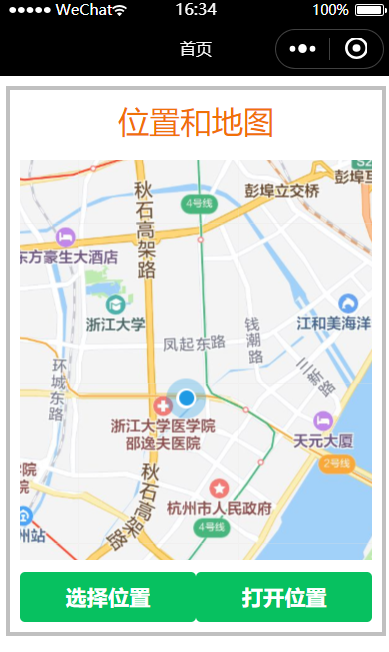 WeChat 16:34 100%
首页
位置和地图
秋石高架路
彭埠立交桥
S2
彭埠互
4号线
东方豪生大酒店
浙江大学
江和美海洋
凤起东路
钱潮路
三新路
环城东路
浙江大学医学院
邵逸夫医院
天元大厦
2号线
学院
院
秋石高架路
杭州市人民政府
州站
4号线
选择位置
打开位置